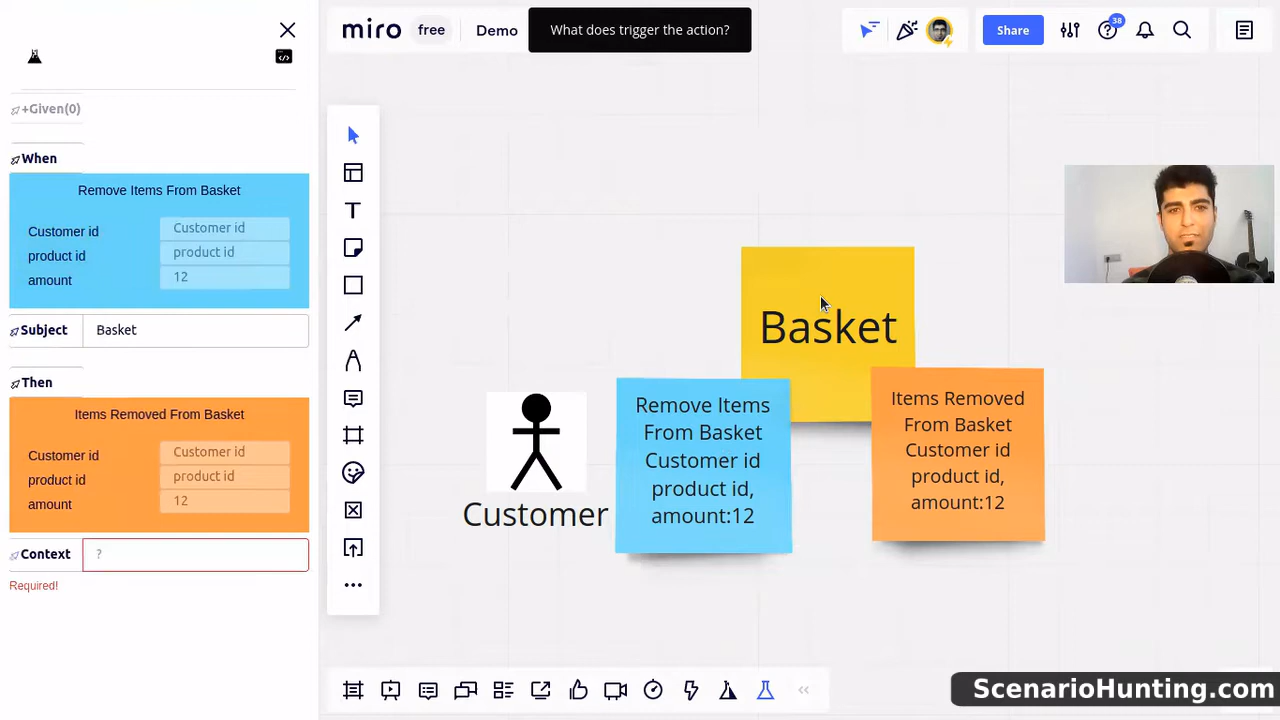 miro
free
Demo
What does trigger the action?
38
Share
+Given(0)
When
Remove Items From Basket
Customer id
Customer id
product id
product id
amount
12
Subject
Basket
Then
Items Removed From Basket
Customer id
Customer id
product id
product id
amount
12
Context
?
Required!
Basket
Customer
Remove Items
From Basket
Customer id
product id,
amount:12
Items Removed
From Basket
Customer id
product id,
amount:12
ScenarioHunting.com